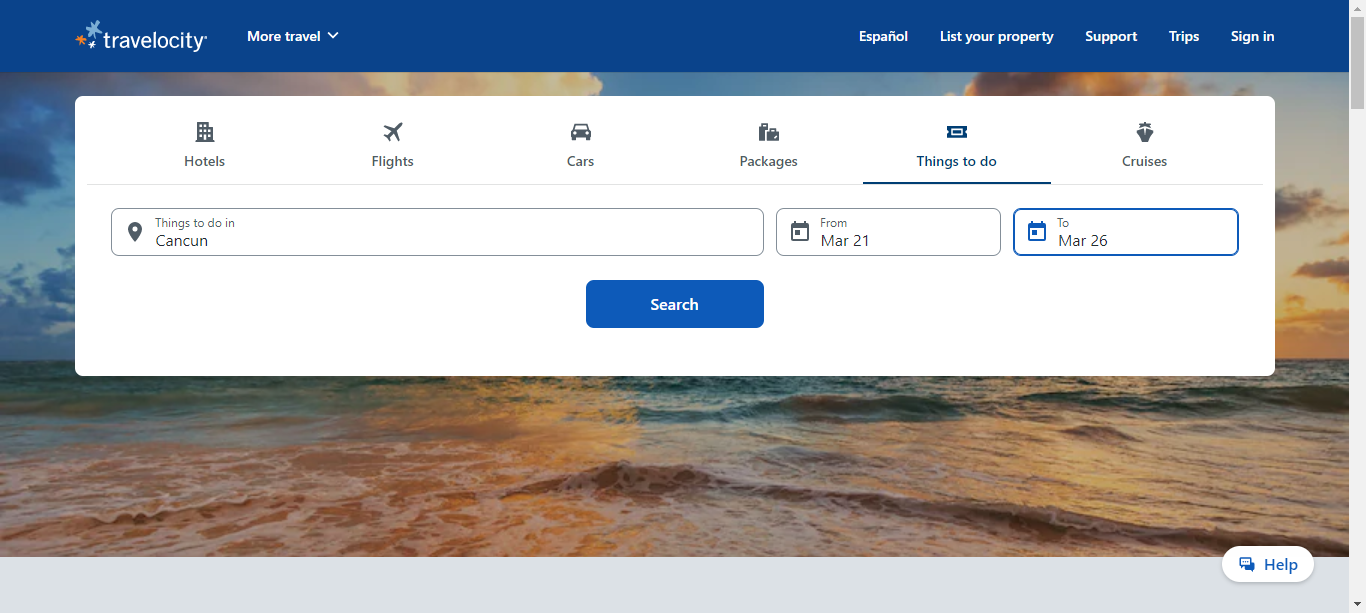 travelocity
More travel
Español
List your property
Support
Trips
Sign in
Hotels
Flights
Cars
Packages
Things to do
Cruises
Things to do in
Cancun
From
Mar 21
To
Mar 26
Search
Help